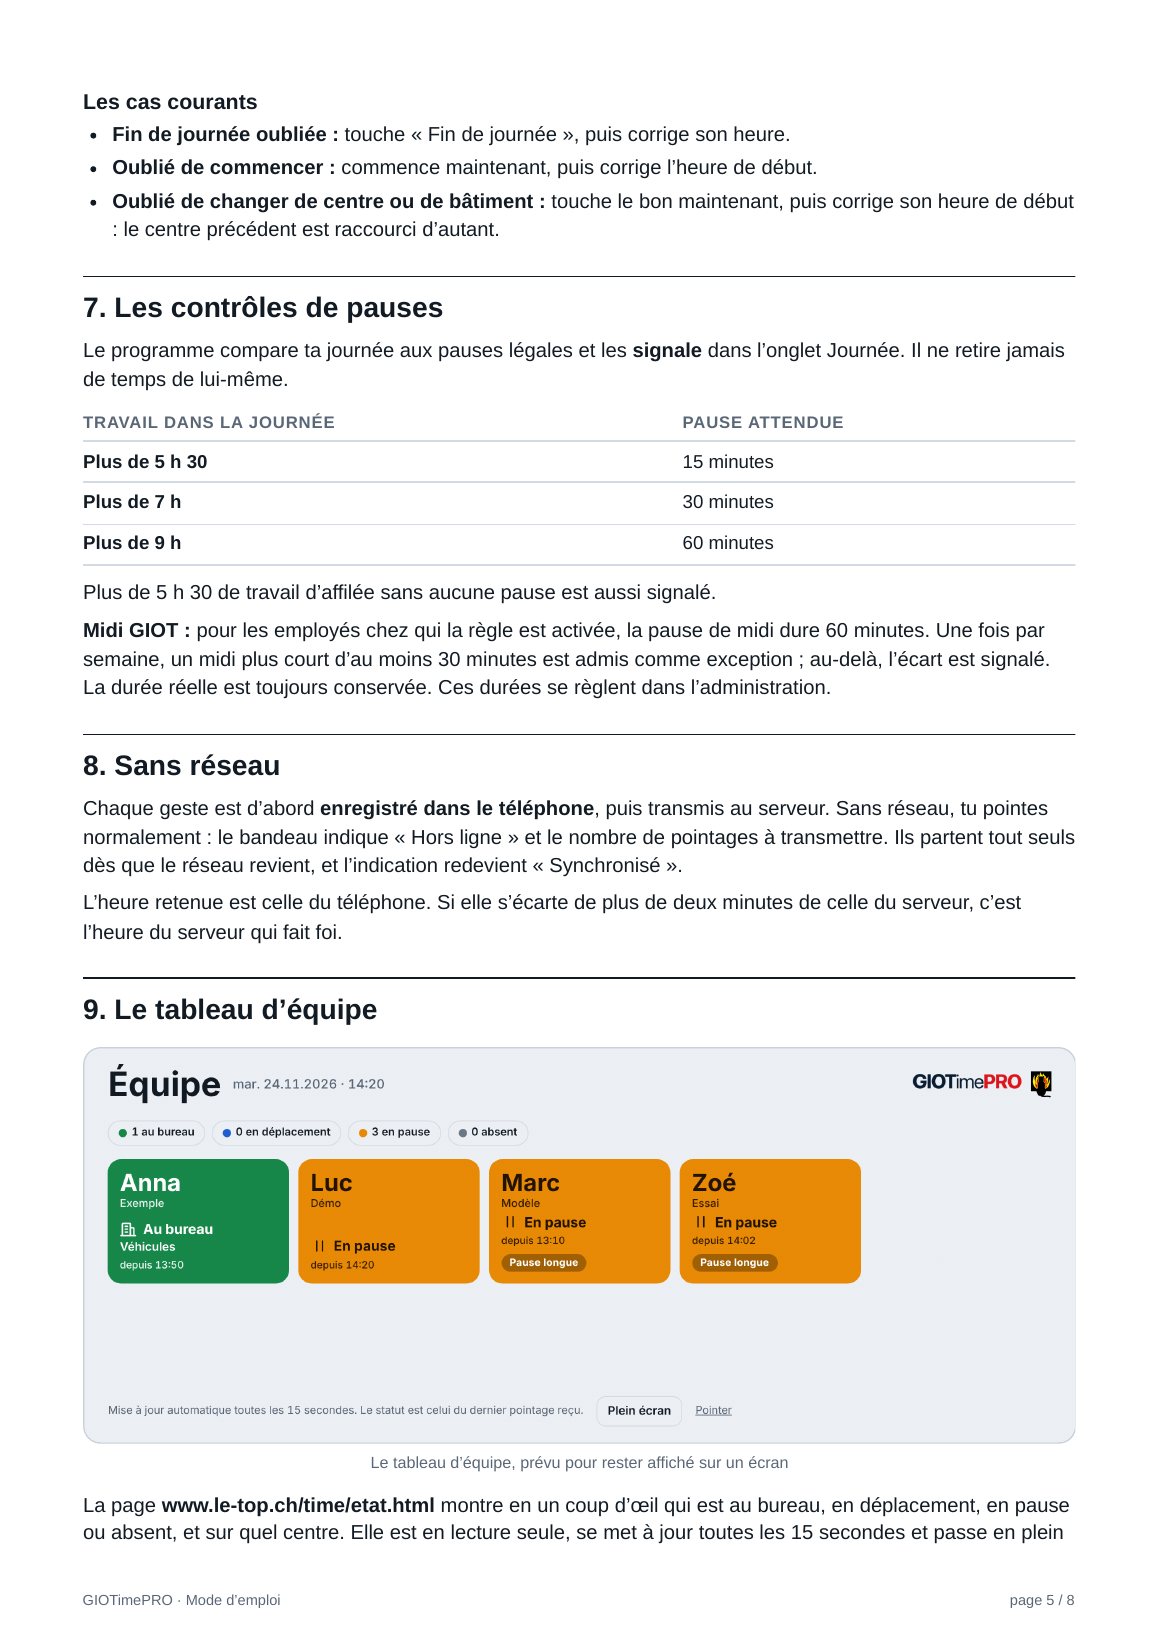 Les cas courants
• Fin de journée oubliée : touche « Fin de journée », puis corrige son heure.
• Oublié de commencer : commence maintenant, puis corrige l’heure de début.
• Oublié de changer de centre ou de bâtiment : touche le bon maintenant, puis corrige son heure de début
: le centre précédent est raccourci d’autant.
7. Les contrôles de pauses
Le programme compare ta journée aux pauses légales et les signale dans l’onglet Journée. Il ne retire jamais
de temps de lui-même.
TRAVAIL DANS LA JOURNÉE PAUSE ATTENDUE
Plus de 5 h 30 15 minutes
Plus de 7 h 30 minutes
Plus de 9 h 60 minutes
Plus de 5 h 30 de travail d’affilée sans aucune pause est aussi signalé.
Midi GIOT : pour les employés chez qui la règle est activée, la pause de midi dure 60 minutes. Une fois par
semaine, un midi plus court d’au moins 30 minutes est admis comme exception ; au-delà, l’écart est signalé.
La durée réelle est toujours conservée. Ces durées se règlent dans l’administration.
8. Sans réseau
Chaque geste est d’abord enregistré dans le téléphone, puis transmis au serveur. Sans réseau, tu pointes
normalement : le bandeau indique « Hors ligne » et le nombre de pointages à transmettre. Ils partent tout seuls
dès que le réseau revient, et l’indication redevient « Synchronisé ».
L’heure retenue est celle du téléphone. Si elle s’écarte de plus de deux minutes de celle du serveur, c’est
l’heure du serveur qui fait foi.
9. Le tableau d’équipe
Équipe mar. 24.11.2026 · 14:20 GIOTimePRO
1 au bureau 0 en déplacement 3 en pause 0 absent
Anna
Exemple
Au bureau
Véhicules
depuis 13:50
Luc
Démo
En pause
depuis 14:20
Marc
Modèle
En pause
depuis 13:10
Pause longue
Zoé
Essai
En pause
depuis 14:02
Pause longue
Mise à jour automatique toutes les 15 secondes. Le statut est celui du dernier pointage reçu. Plein écran Pointer
Le tableau d’équipe, prévu pour rester affiché sur un écran
La page www.le-top.ch/time/etat.html montre en un coup d’œil qui est au bureau, en déplacement, en pause
ou absent, et sur quel centre. Elle est en lecture seule, se met à jour toutes les 15 secondes et passe en plein
GIOTimePRO · Mode d’emploi page 5 / 8